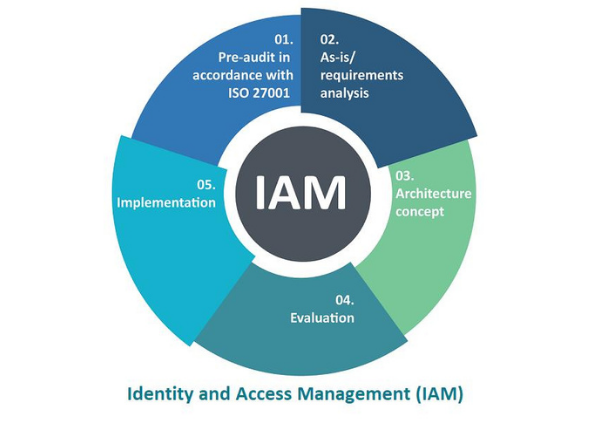 01.
Pre-audit in
accordance with
ISO 27001
02.
As-is/
requirements
analysis
03.
Architecture
concept
04.
Evaluation
05.
Implementation
IAM
Identity and Access Management (IAM)